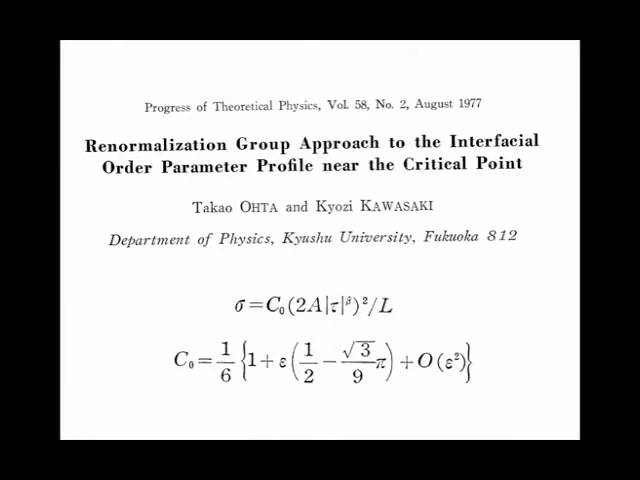 Progress of Theoretical Physics, Vol. 58, No. 2, August 1977
Renormalization Group Approach to the Interfacial
Order Parameter Profile near the Critical Point
Takao OHTA and Kyozi KAWASAKI
Department of Physics, Kyushu University, Fukuoka 812
σ=C₀(2A|τ|^β)²/L
C₀=1/6{1+ε(1/2−√3/9π)+O(ε²)}